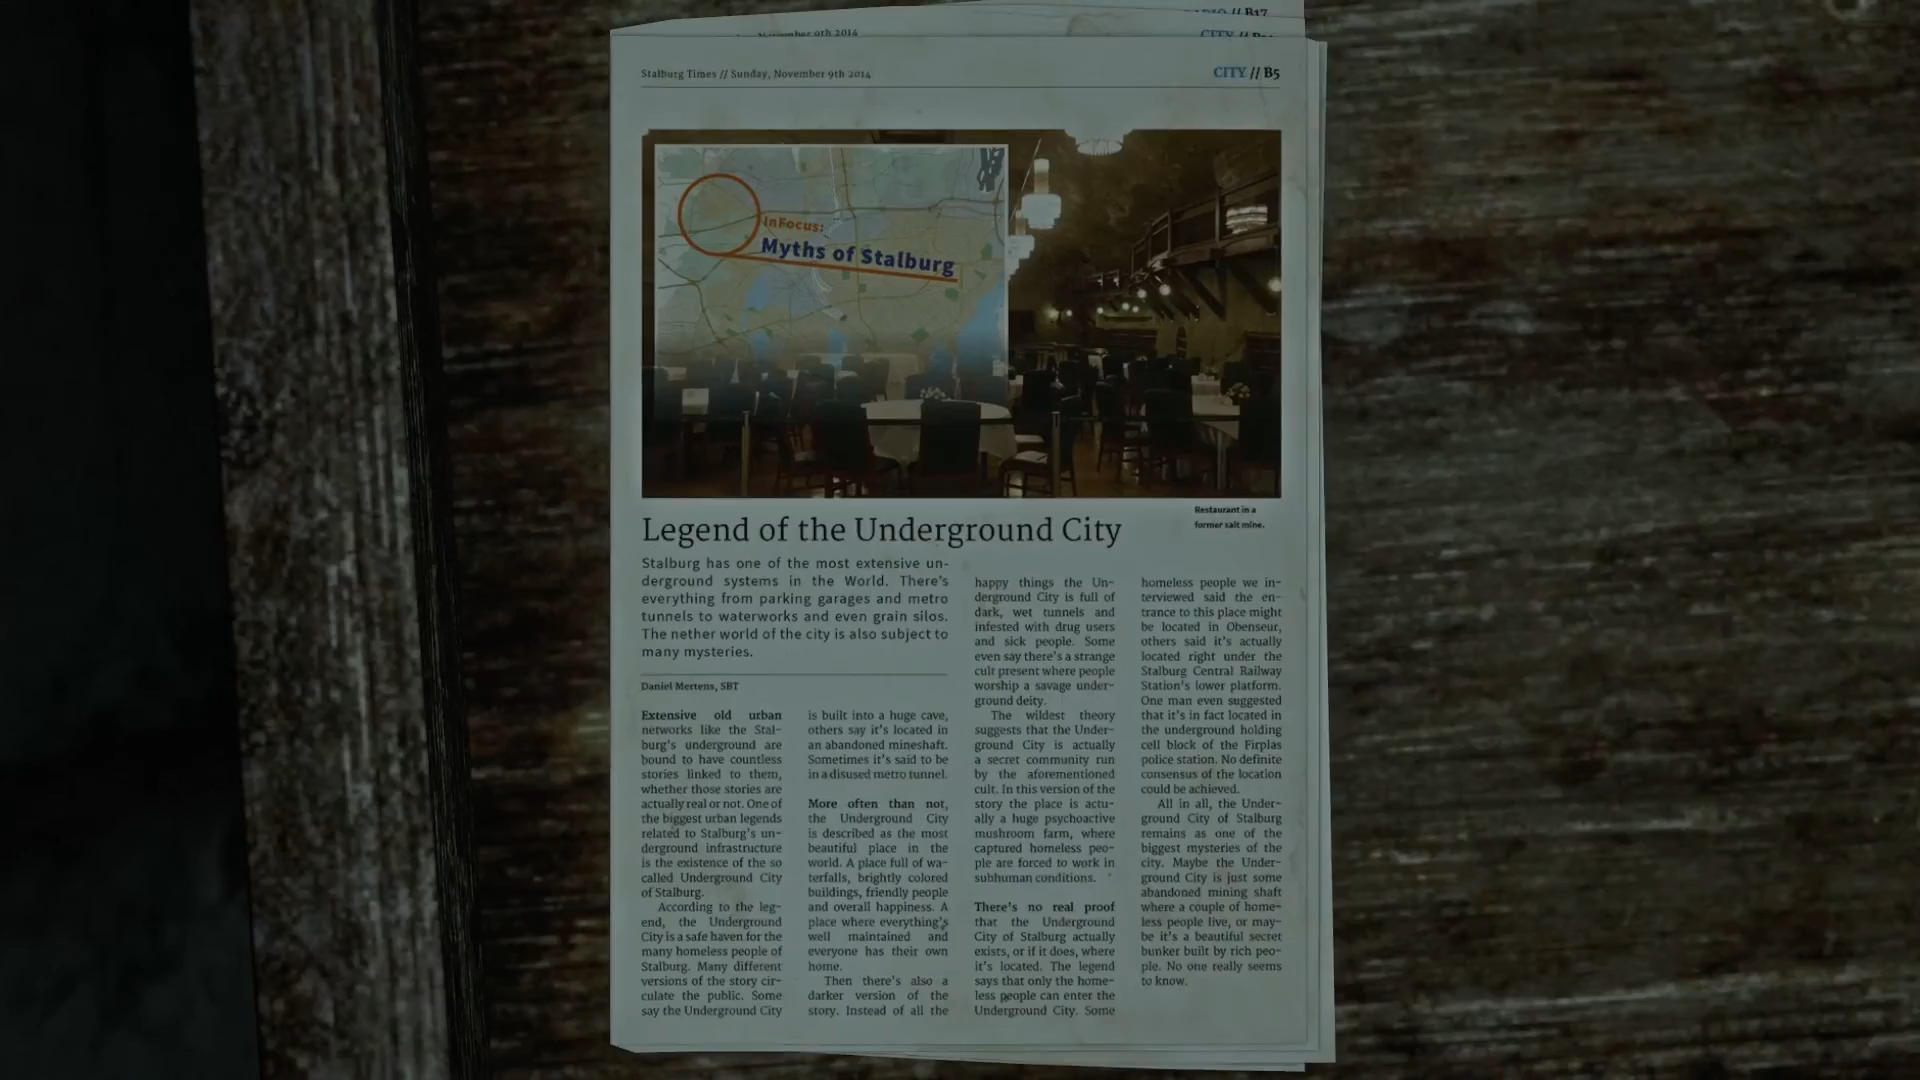 CITY //
November 9th 2014
Stalburg Times // Sunday, November 9th 2014
CITY // B5
InFocus:
Myths of Stalburg
Restaurant in a
former salt mine.
Legend of the Underground City
Stalburg has one of the most extensive un-
derground systems in the World. There's
everything from parking garages and metro
tunnels to waterworks and even grain silos.
The nether world of the city is also subject to
many mysteries.
Daniel Mertens, SBT
Extensive old urban
networks like the Stal-
burg's underground are
bound to have countless
stories linked to them,
whether those stories are
actually real or not. One of
the biggest urban legends
related to Stalburg's un-
derground infrastructure
is the existence of the so
called Underground City
of Stalburg.
According to the leg-
end, the Underground
City is a safe haven for the
many homeless people of
Stalburg. Many different
versions of the story cir-
culate the public. Some
say the Underground City
is built into a huge cave,
others say it's located in
an abandoned mineshaft.
Sometimes it's said to be
in a disused metro tunnel.
More often than not,
the Underground City
is described as the most
beautiful place in the
world. A place full of wa-
terfalls, brightly colored
buildings, friendly people
and overall happiness. A
place where everything's
well maintained and
everyone has their own
home.
Then there's also a
darker version of the
story. Instead of all the
happy things the Un-
derground City is full of
dark, wet tunnels and
infested with drug users
and sick people. Some
even say there's a strange
cult present where people
worship a savage under-
ground deity.
The wildest theory
suggests that the Under-
ground City is actually
a secret community run
by the aforementioned
cult. In this version of the
story the place is actu-
ally a huge psychoactive
mushroom farm, where
captured homeless peo-
ple are forced to work in
subhuman conditions.
There's no real proof
that the Underground
City of Stalburg actually
exists, or if it does, where
it's located. The legend
says that only the home-
less people can enter the
Underground City. Some
homeless people we in-
terviewed said the en-
trance to this place might
be located in Obenseur,
others said it's actually
located right under the
Stalburg Central Railway
Station's lower platform.
One man even suggested
that it's in fact located in
the underground holding
cell block of the Firplas
police station. No definite
consensus of the location
could be achieved.
All in all, the Under-
ground City of Stalburg
remains as one of the
biggest mysteries of the
city. Maybe the Under-
ground City is just some
abandoned mining shaft
where a couple of home-
less people live, or may-
be it's a beautiful secret
bunker built by rich peo-
ple. No one really seems
to know.